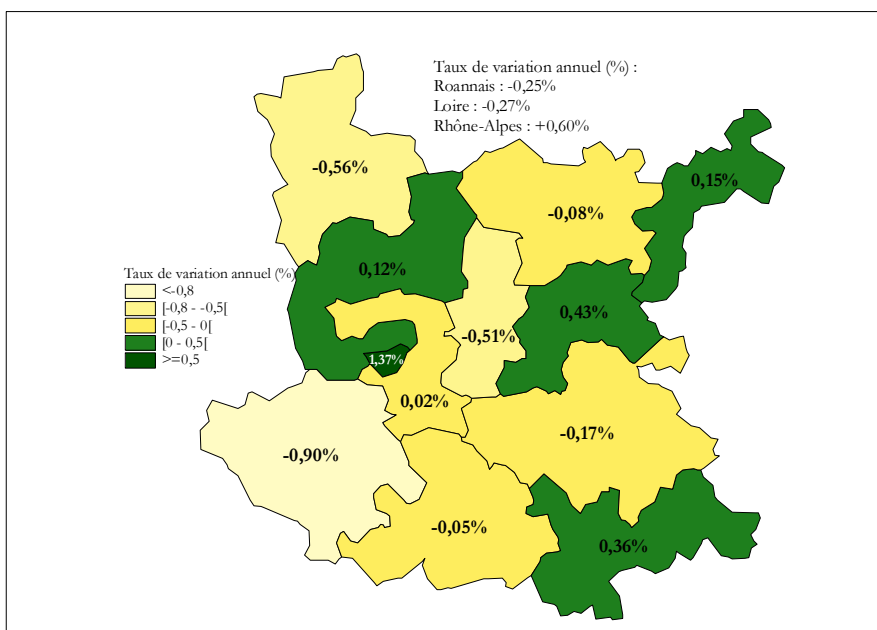 Taux de variation annuel (%) :
Roannais : -0,25%
Loire : -0,27%
Rhône-Alpes : +0,60%
-0,56%
0,15%
-0,08%
0,12%
Taux de variation annuel (%)
<-0,8
[-0,8 - -0,5[
[-0,5 - 0[
[0 - 0,5[
>=0,5
0,43%
-0,51%
1,37%
0,02%
-0,17%
-0,90%
-0,05%
0,36%